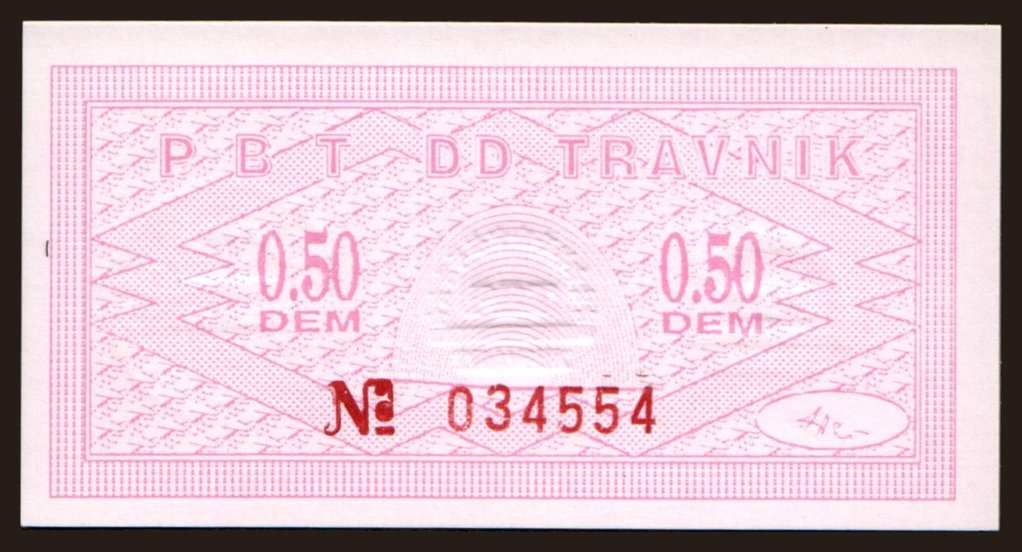 P B T DD TRAVNIK
0.50 0.50
DEM DEM
№ 034554